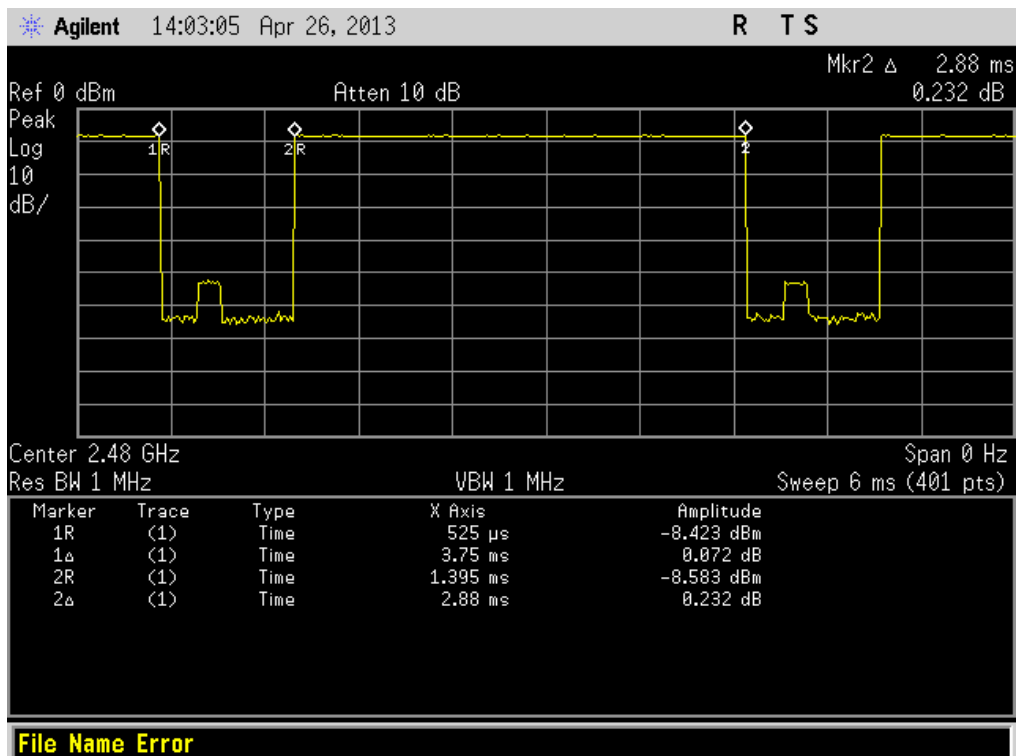 Agilent 14:03:05 Apr 26, 2013 R T S
Mkr2 Δ 2.88 ms
Ref 0 dBm Atten 10 dB 0.232 dB
Peak
Log
10
dB/
1R 2R 2
Center 2.48 GHz Span 0 Hz
Res BW 1 MHz VBW 1 MHz Sweep 6 ms (401 pts)
Marker Trace Type X Axis Amplitude
1R (1) Time 525 µs -8.423 dBm
1Δ (1) Time 3.75 ms 0.072 dB
2R (1) Time 1.395 ms -8.583 dBm
2Δ (1) Time 2.88 ms 0.232 dB
File Name Error